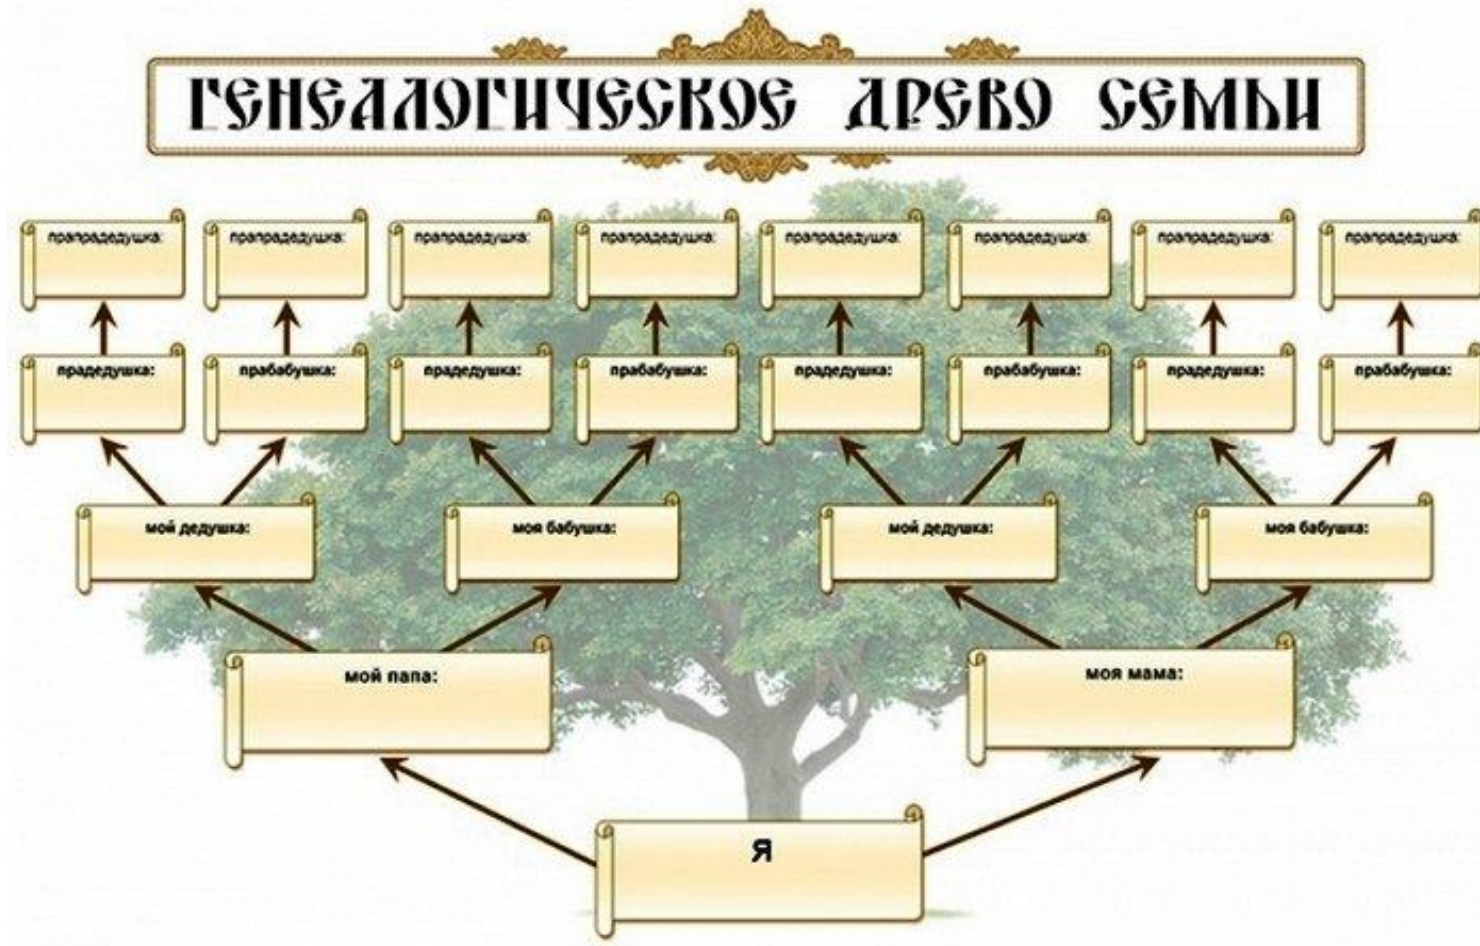 ГЕНЕАЛОГИЧЕСКОЕ ДРЕВО СЕМЬИ
прапрадедушка: прапрадедушка: прапрадедушка: прапрадедушка: прапрадедушка: прапрадедушка: прапрадедушка: прапрадедушка:
прадедушка: прабабушка: прадедушка: прабабушка: прадедушка: прабабушка: прадедушка: прабабушка:
мой дедушка: моя бабушка: мой дедушка: моя бабушка:
мой папа: моя мама:
Я